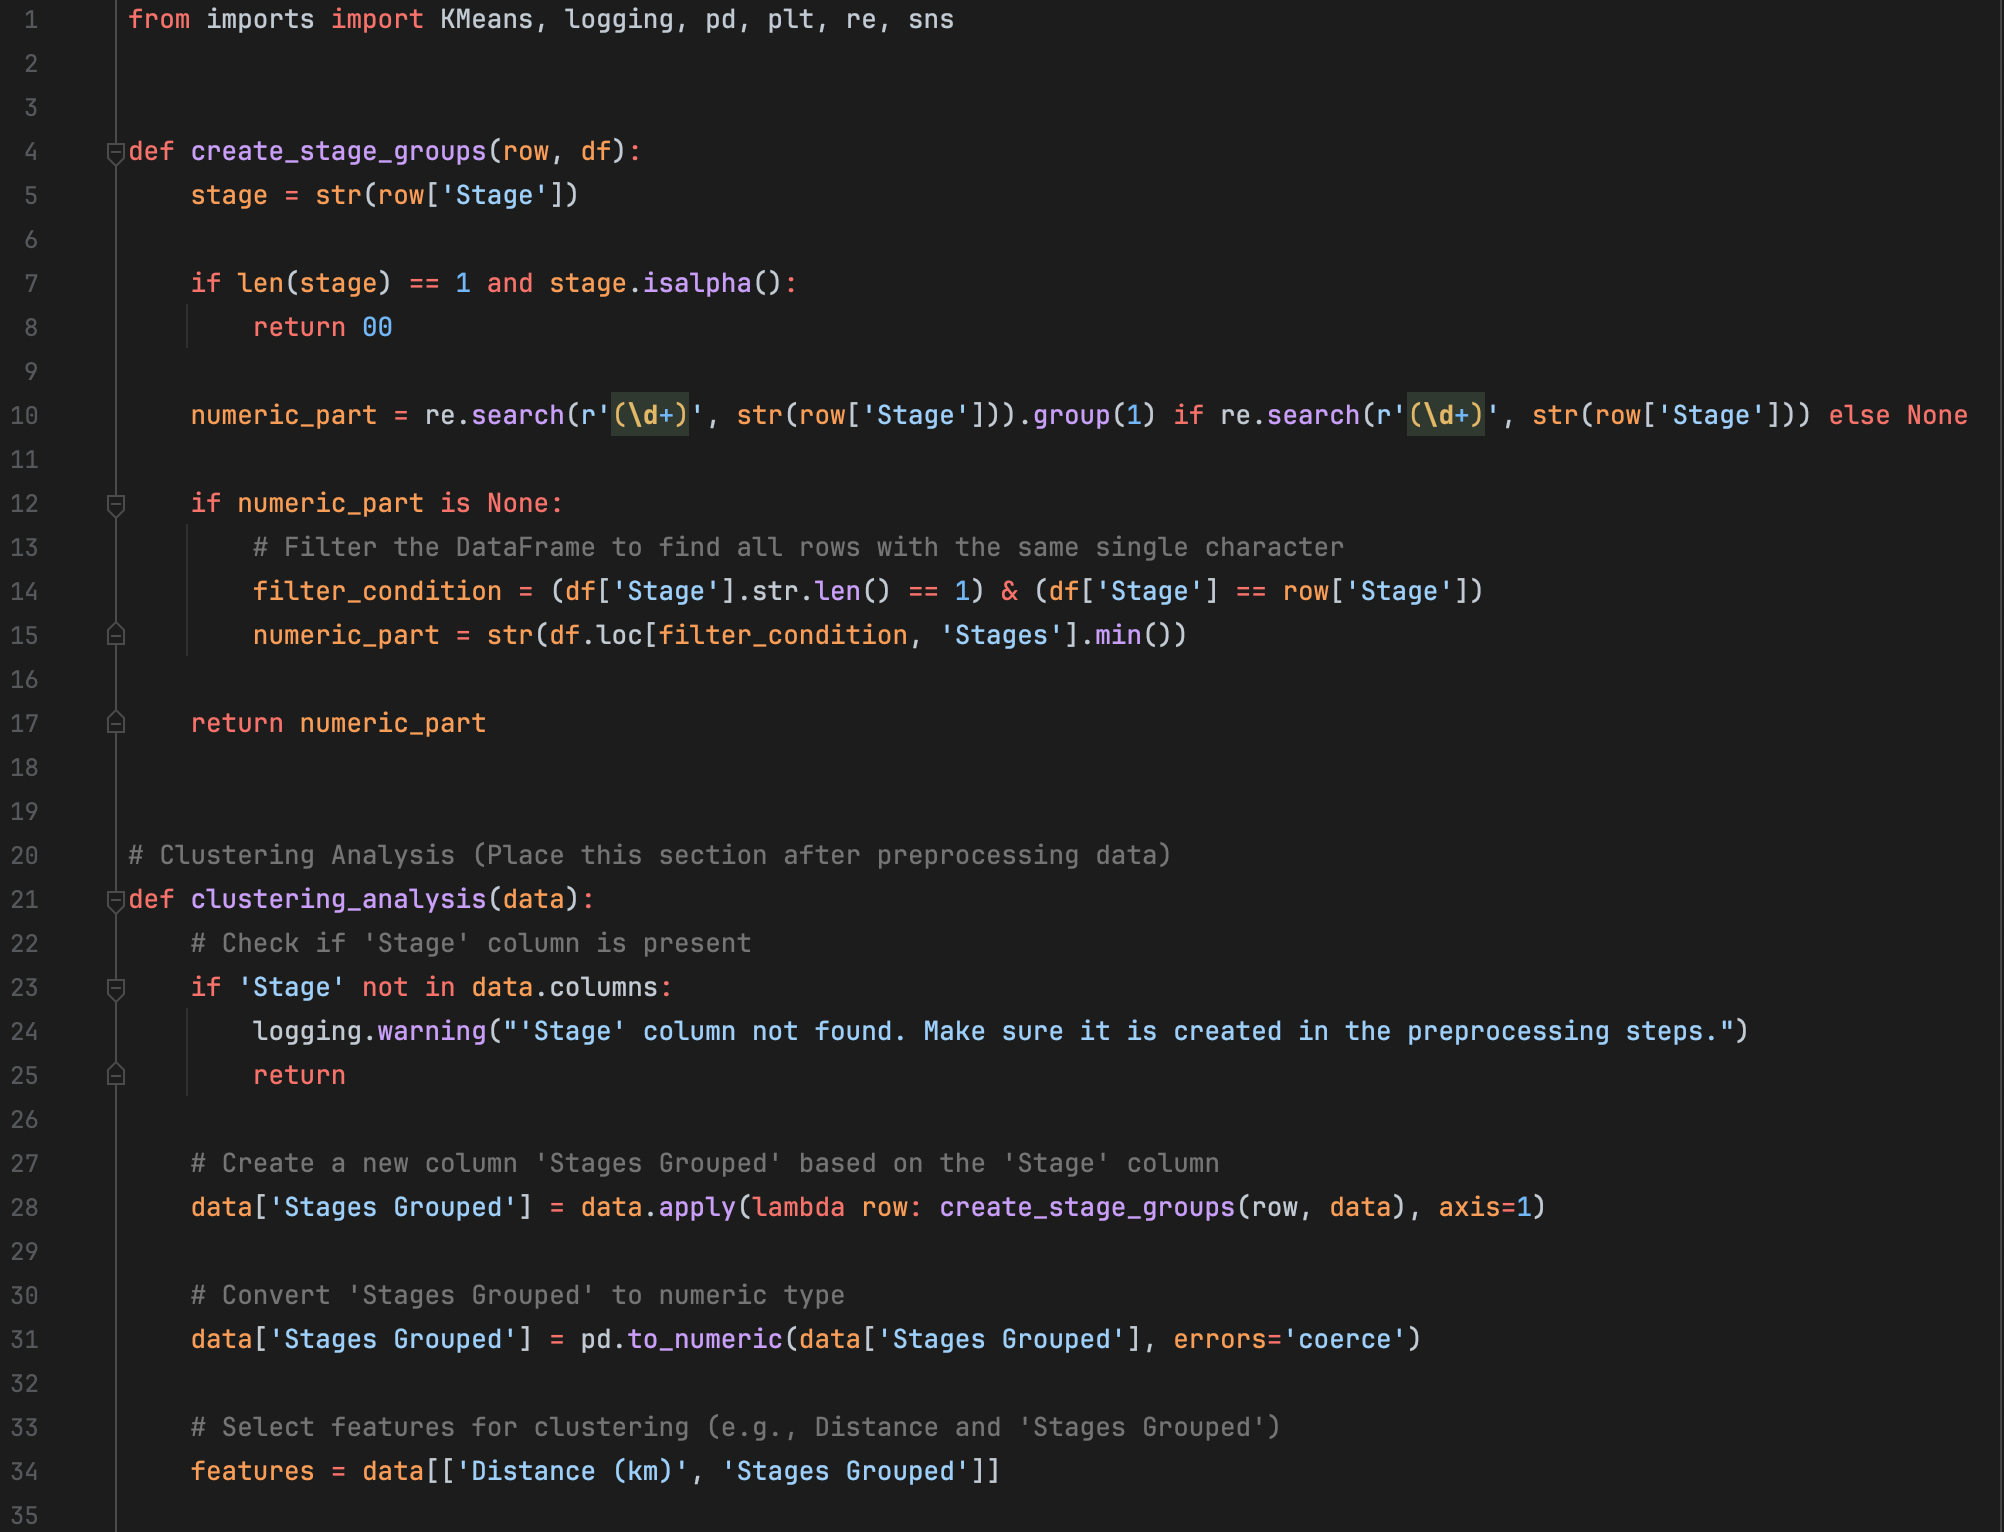 1 from imports import KMeans, logging, pd, plt, re, sns
2
3
4 def create_stage_groups(row, df):
5     stage = str(row['Stage'])
6
7     if len(stage) == 1 and stage.isalpha():
8         return 00
9
10     numeric_part = re.search(r'(\d+)', str(row['Stage'])).group(1) if re.search(r'(\d+)', str(row['Stage'])) else None
11
12     if numeric_part is None:
13         # Filter the DataFrame to find all rows with the same single character
14         filter_condition = (df['Stage'].str.len() == 1) & (df['Stage'] == row['Stage'])
15         numeric_part = str(df.loc[filter_condition, 'Stages'].min())
16
17     return numeric_part
18
19
20 # Clustering Analysis (Place this section after preprocessing data)
21 def clustering_analysis(data):
22     # Check if 'Stage' column is present
23     if 'Stage' not in data.columns:
24         logging.warning("'Stage' column not found. Make sure it is created in the preprocessing steps.")
25         return
26
27     # Create a new column 'Stages Grouped' based on the 'Stage' column
28     data['Stages Grouped'] = data.apply(lambda row: create_stage_groups(row, data), axis=1)
29
30     # Convert 'Stages Grouped' to numeric type
31     data['Stages Grouped'] = pd.to_numeric(data['Stages Grouped'], errors='coerce')
32
33     # Select features for clustering (e.g., Distance and 'Stages Grouped')
34     features = data[['Distance (km)', 'Stages Grouped']]
35